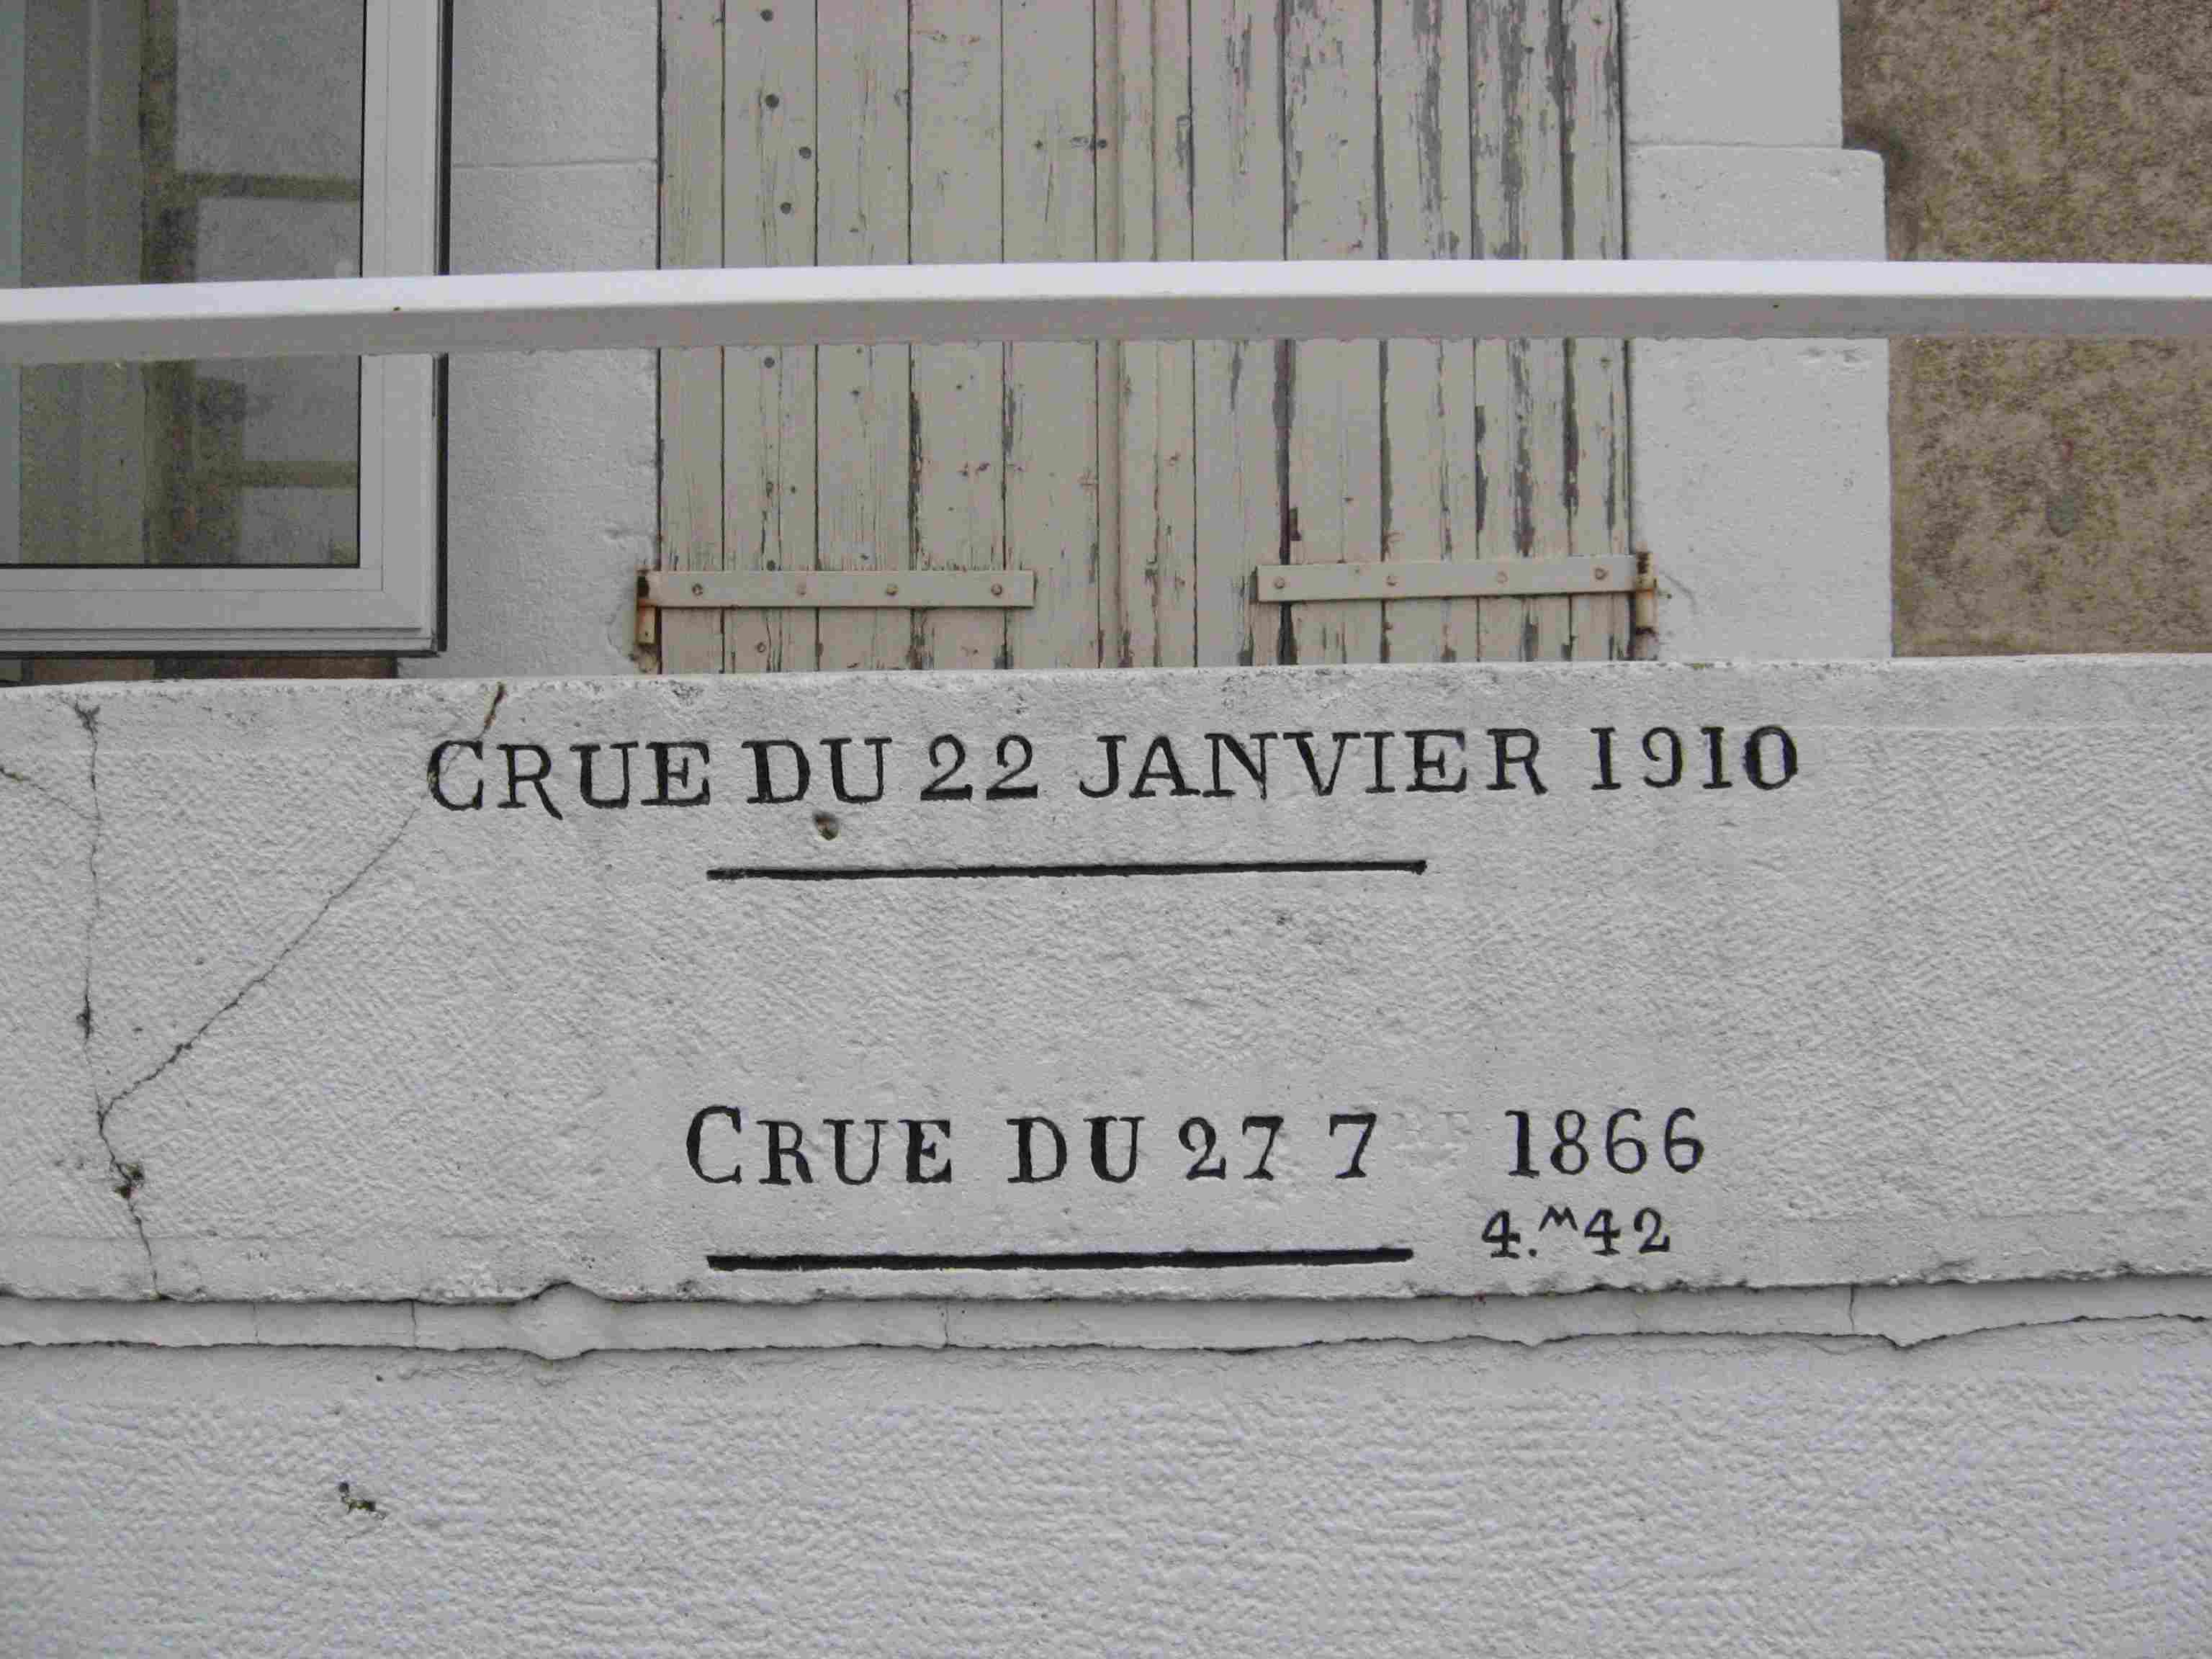 CRUE DU 22 JANVIER 1910
CRUE DU 27 7 1866
4.M42